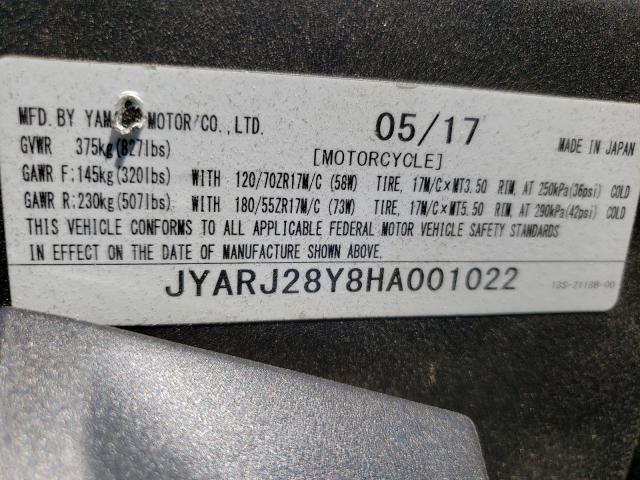 MFD. BY YAM MOTOR CO.,LTD. 05/17 MADE IN JAPAN
GVWR 375kg(827lbs) [MOTORCYCLE]
GAWR F: 145kg(320lbs) WITH 120/70ZR17M/C (58W) TIRE, 17M/C×MT3.50 RIM, AT 250kPa(36psi) COLD
GAWR R: 230kg(507lbs) WITH 180/55ZR17M/C (73W) TIRE, 17M/C×MT5.50 RIM, AT 290kPa(42psi) COLD
THIS VEHICLE CONFORMS TO ALL APPLICABLE FEDERAL MOTOR VEHICLE SAFETY STANDARDS
IN EFFECT ON THE DATE OF MANUFACTURE SHOWN ABOVE.
JYARJ28Y8HA001022 13S-2118B-00